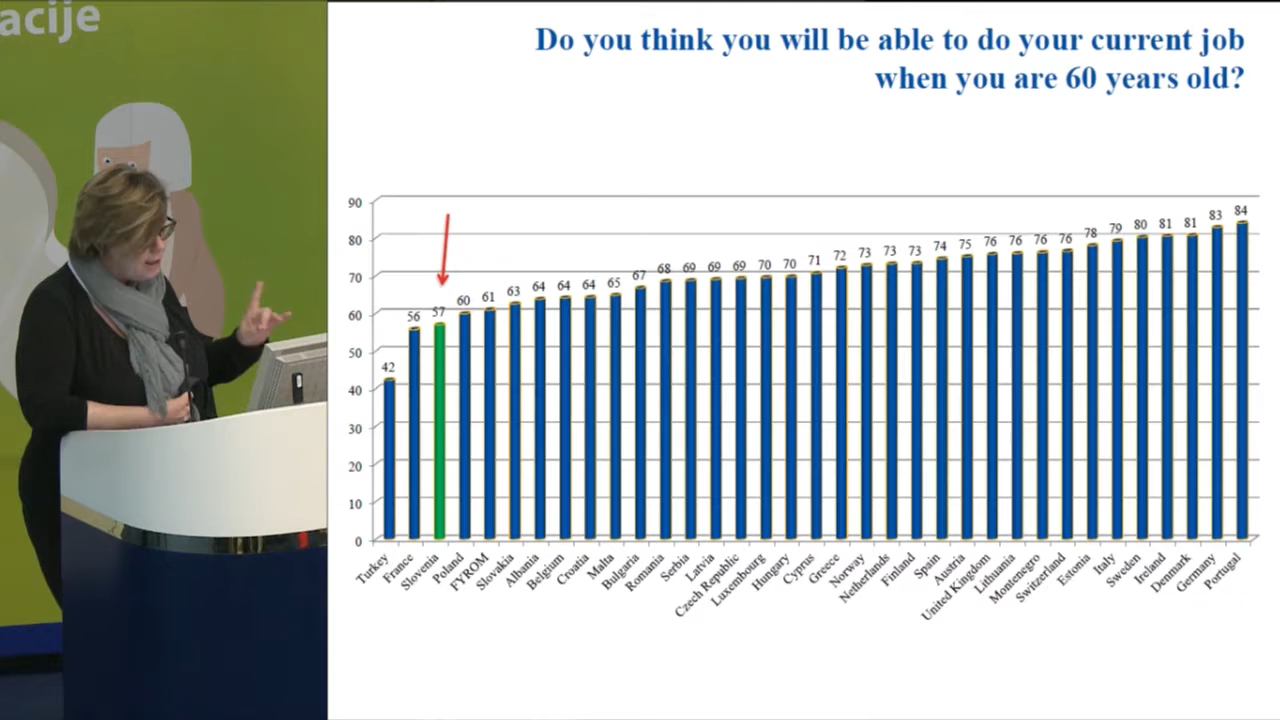 acije
Do you think you will be able to do your current job
when you are 60 years old?
90
80
70
60
50
40
30
20
10
0
42
56
57
60
61
63
64
64
64
65
67
68
69
69
69
70
70
71
72
73
73
73
74
75
76
76
76
76
78
79
80
81
81
83
84
Turkey
France
Slovenia
Poland
FYROM
Slovakia
Albania
Belgium
Croatia
Malta
Bulgaria
Romania
Serbia
Latvia
Czech Republic
Luxembourg
Hungary
Cyprus
Greece
Norway
Netherlands
Finland
Spain
Austria
United Kingdom
Lithuania
Montenegro
Switzerland
Estonia
Italy
Sweden
Ireland
Denmark
Germany
Portugal